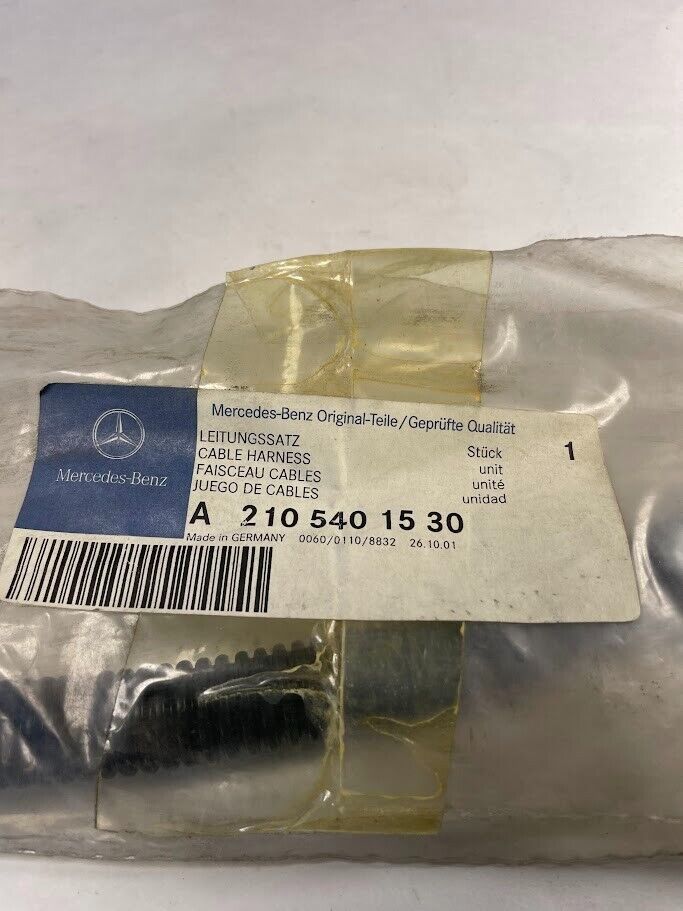 Mercedes-Benz
Mercedes-Benz Original-Teile/Geprüfte Qualität
LEITUNGSSATZ
CABLE HARNESS
FAISCEAU CABLES
JUEGO DE CABLES
Stück 1
unit
unité
unidad
A 210 540 15 30
Made in GERMANY 0060/0110/8832 26.10.01